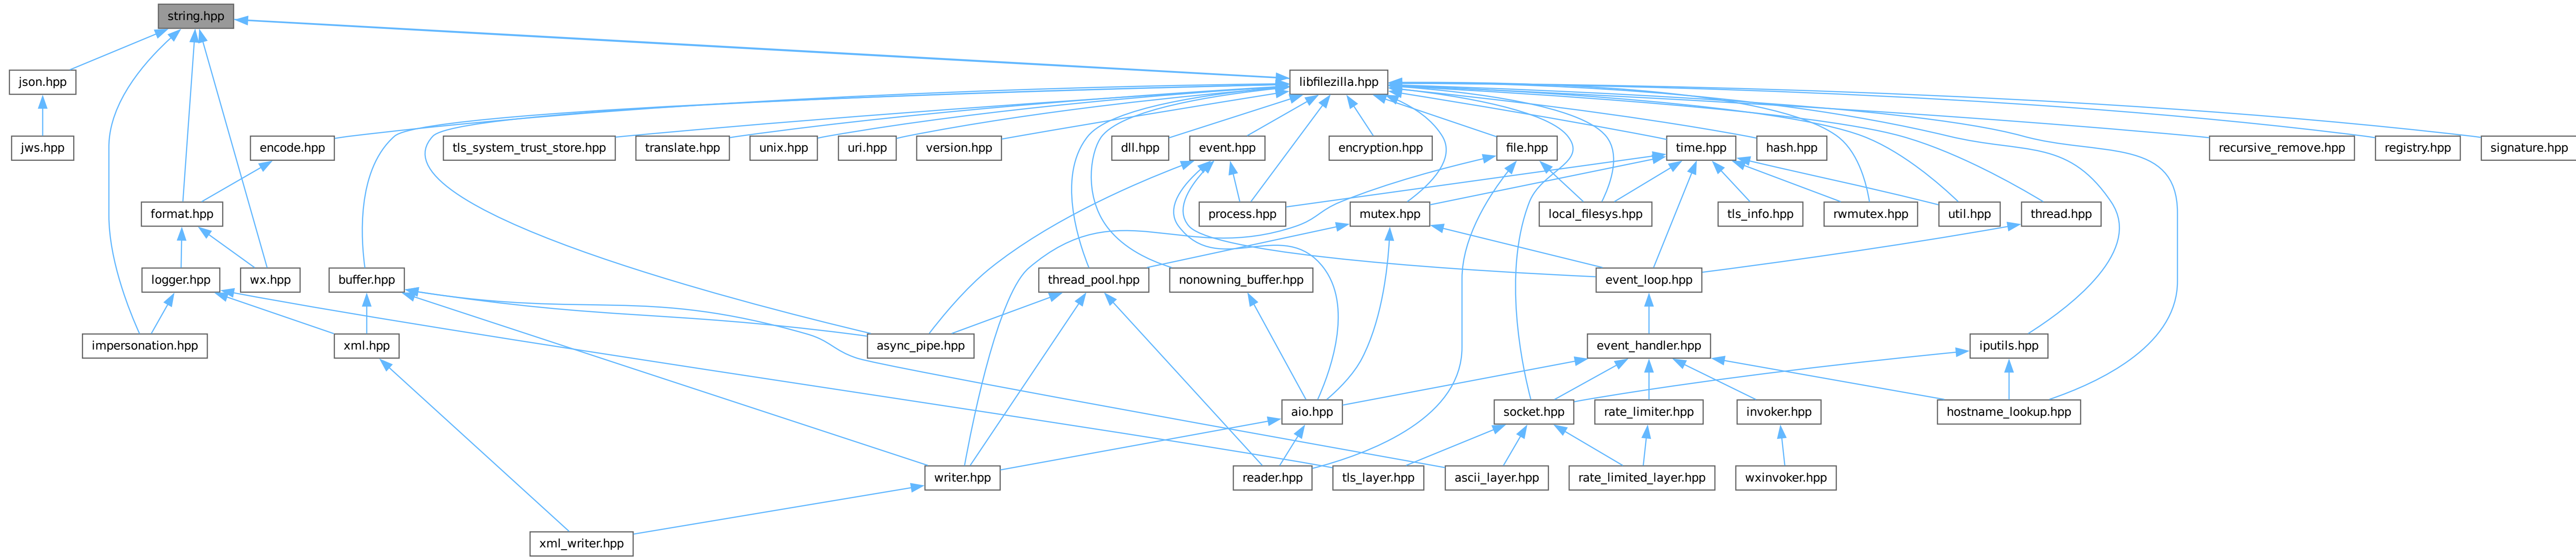 string.hpp
json.hpp
libfilezilla.hpp
jws.hpp
encode.hpp
tls_system_trust_store.hpp
translate.hpp
unix.hpp
uri.hpp
version.hpp
dll.hpp
event.hpp
encryption.hpp
file.hpp
time.hpp
hash.hpp
recursive_remove.hpp
registry.hpp
signature.hpp
format.hpp
process.hpp
mutex.hpp
local_filesys.hpp
tls_info.hpp
rwmutex.hpp
util.hpp
thread.hpp
logger.hpp
wx.hpp
buffer.hpp
thread_pool.hpp
nonowning_buffer.hpp
event_loop.hpp
impersonation.hpp
xml.hpp
async_pipe.hpp
event_handler.hpp
iputils.hpp
aio.hpp
socket.hpp
rate_limiter.hpp
invoker.hpp
hostname_lookup.hpp
writer.hpp
reader.hpp
tls_layer.hpp
ascii_layer.hpp
rate_limited_layer.hpp
wxinvoker.hpp
xml_writer.hpp